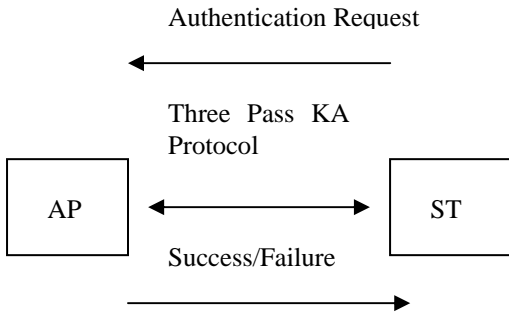 Authentication Request
Three Pass KA
Protocol
AP
ST
Success/Failure